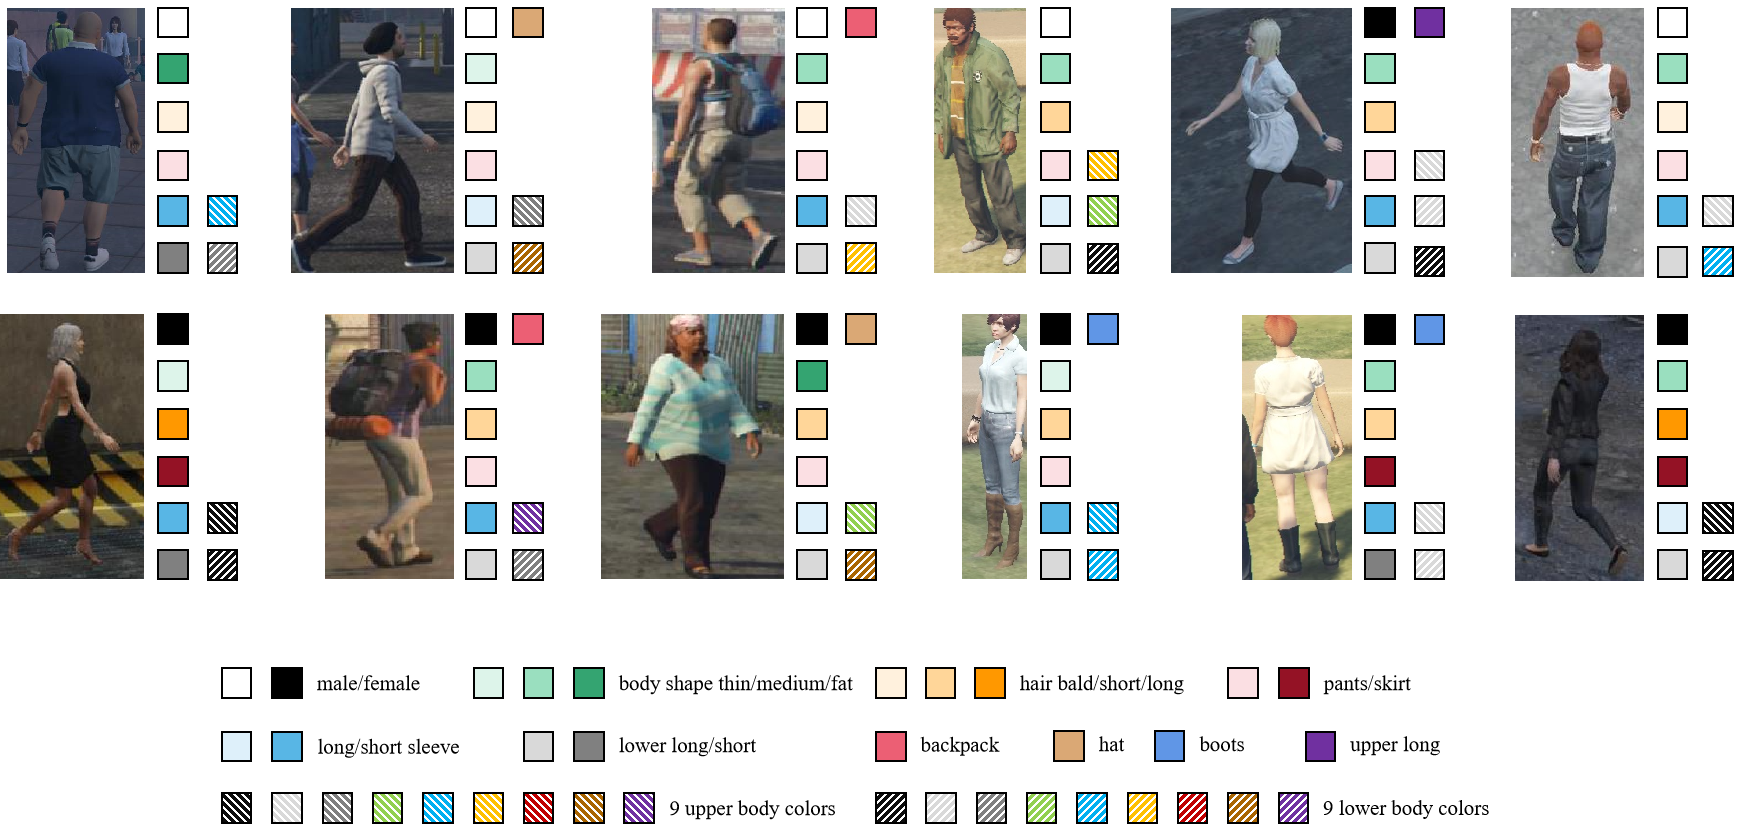 male/female body shape thin/medium/fat hair bald/short/long pants/skirt
long/short sleeve lower long/short backpack hat boots upper long
9 upper body colors 9 lower body colors